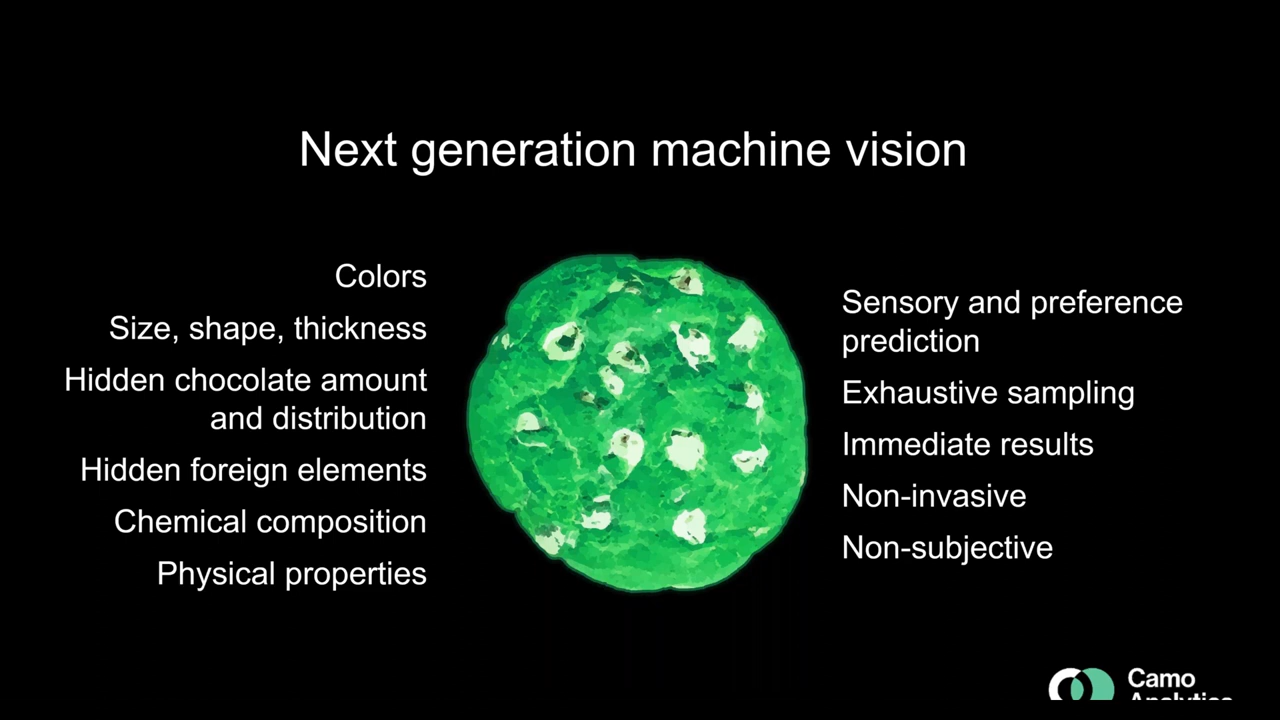 Next generation machine vision
Colors
Size, shape, thickness
Hidden chocolate amount
and distribution
Hidden foreign elements
Chemical composition
Physical properties
Sensory and preference
prediction
Exhaustive sampling
Immediate results
Non-invasive
Non-subjective
Camo
Analytics